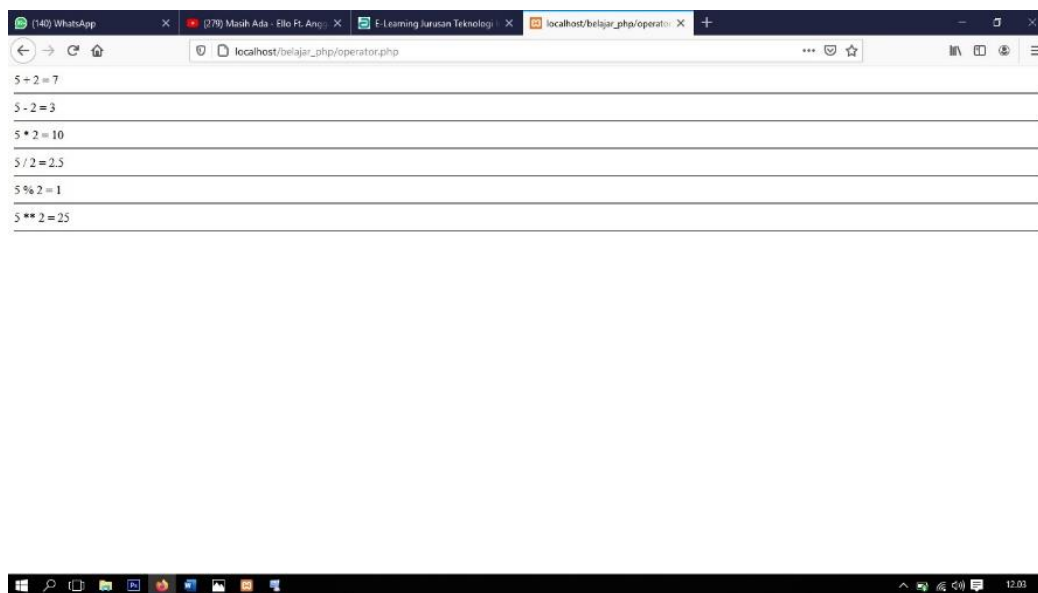 (140) WhatsApp
(279) Masih Ada - Ello Ft. Ang
E-Learning Jurusan Teknologi
localhost/belajar_php/operator
localhost/belajar_php/operator.php
5 + 2 = 7
5 - 2 = 3
5 * 2 = 10
5 / 2 = 2.5
5 % 2 = 1
5 ** 2 = 25
12.03